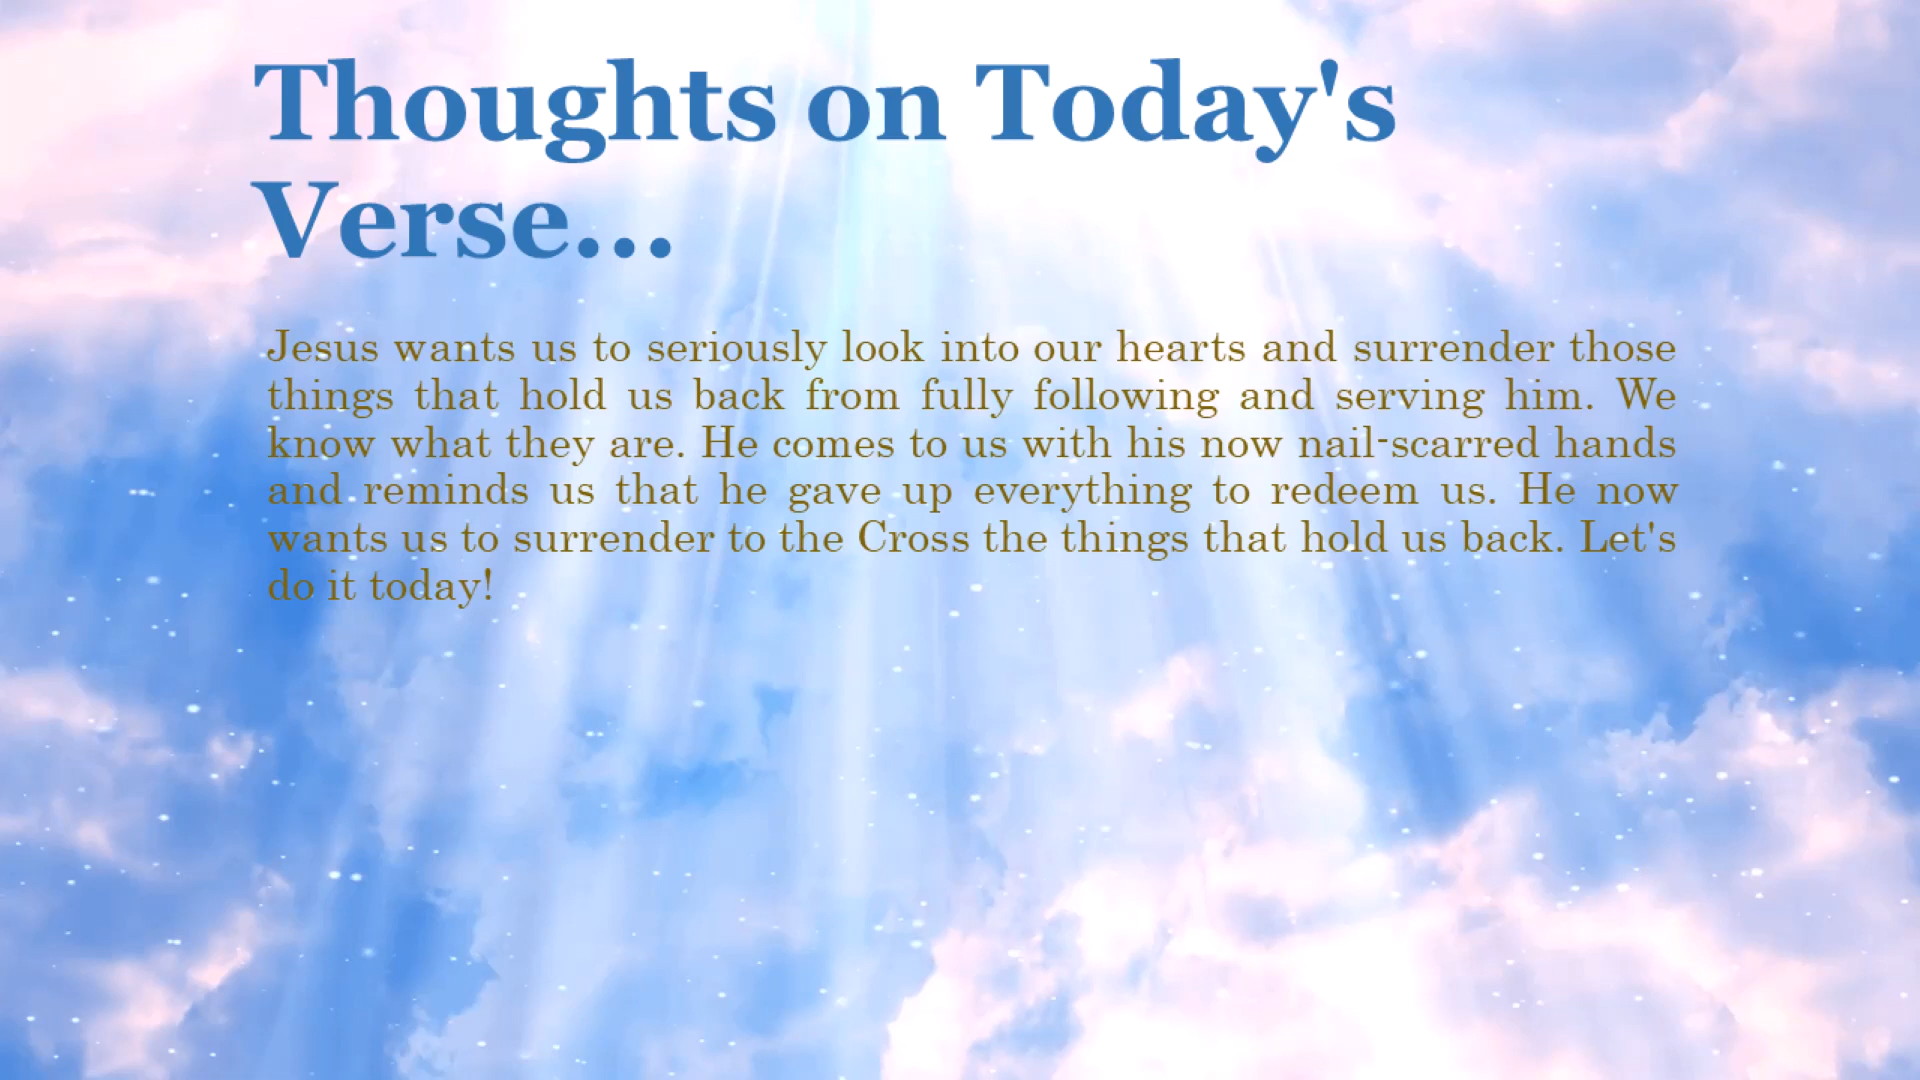 Thoughts on Today's
Verse...
Jesus wants us to seriously look into our hearts and surrender those
things that hold us back from fully following and serving him. We
know what they are. He comes to us with his now nail-scarred hands
and reminds us that he gave up everything to redeem us. He now
wants us to surrender to the Cross the things that hold us back. Let's
do it today!